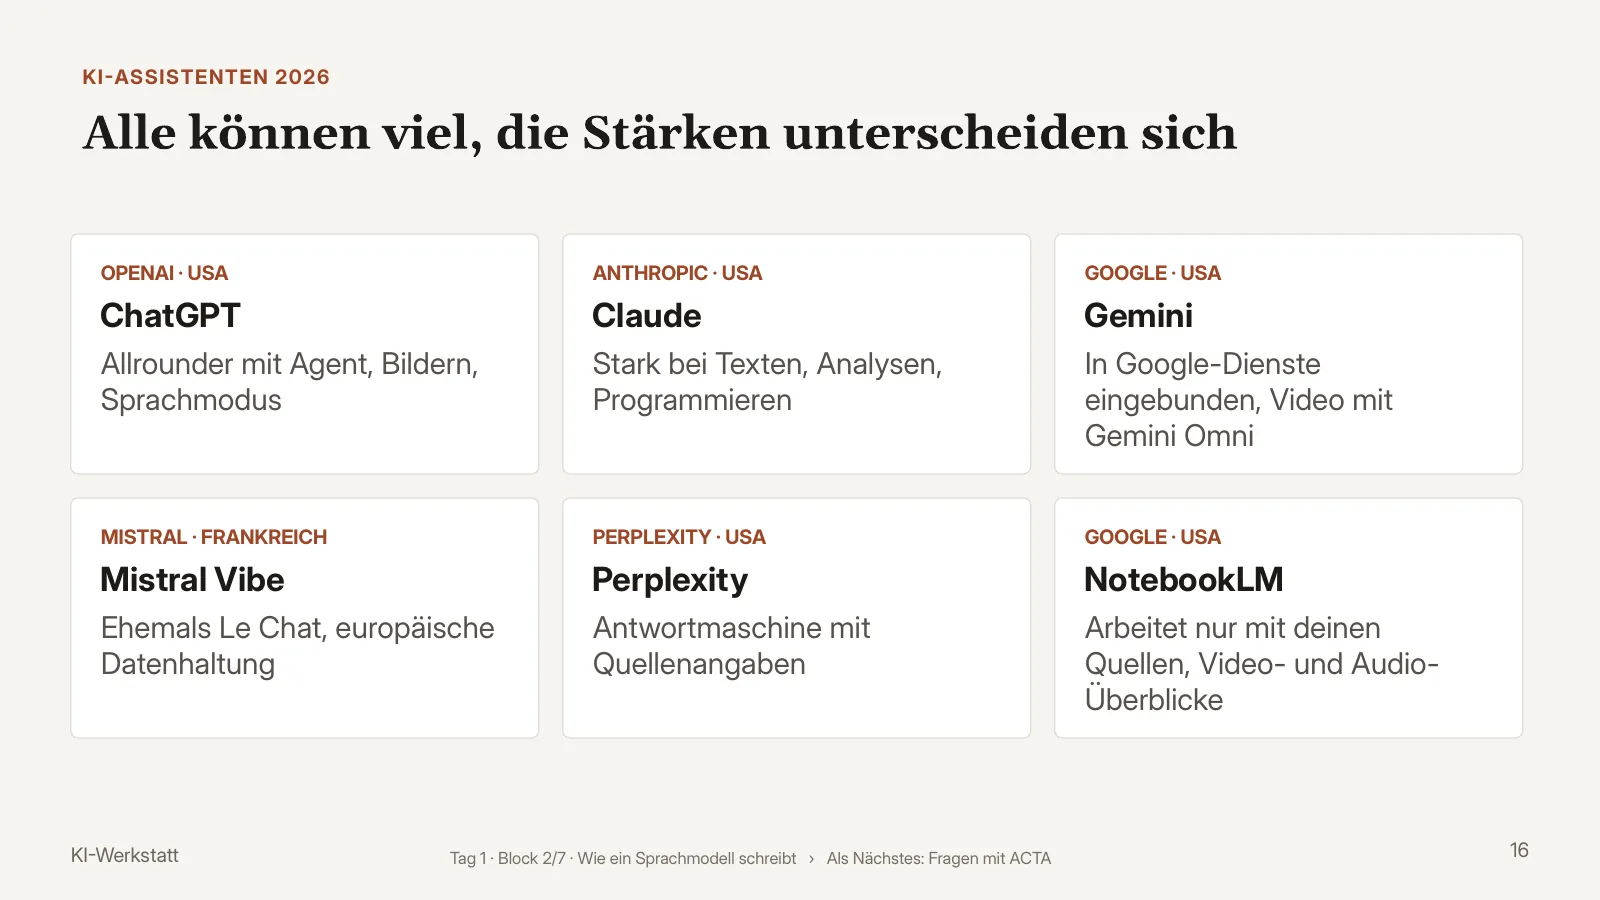 KI-ASSISTENTEN 2026
Alle können viel, die Stärken unterscheiden sich
OPENAI · USA
ChatGPT
Allrounder mit Agent, Bildern,
Sprachmodus
ANTHROPIC · USA
Claude
Stark bei Texten, Analysen,
Programmieren
GOOGLE · USA
Gemini
In Google-Dienste
eingebunden, Video mit
Gemini Omni
MISTRAL · FRANKREICH
Mistral Vibe
Ehemals Le Chat, europäische
Datenhaltung
PERPLEXITY · USA
Perplexity
Antwortmaschine mit
Quellenangaben
GOOGLE · USA
NotebookLM
Arbeitet nur mit deinen
Quellen, Video- und Audio-
Überblicke
KI-Werkstatt
Tag 1 · Block 2/7 · Wie ein Sprachmodell schreibt › Als Nächstes: Fragen mit ACTA
16